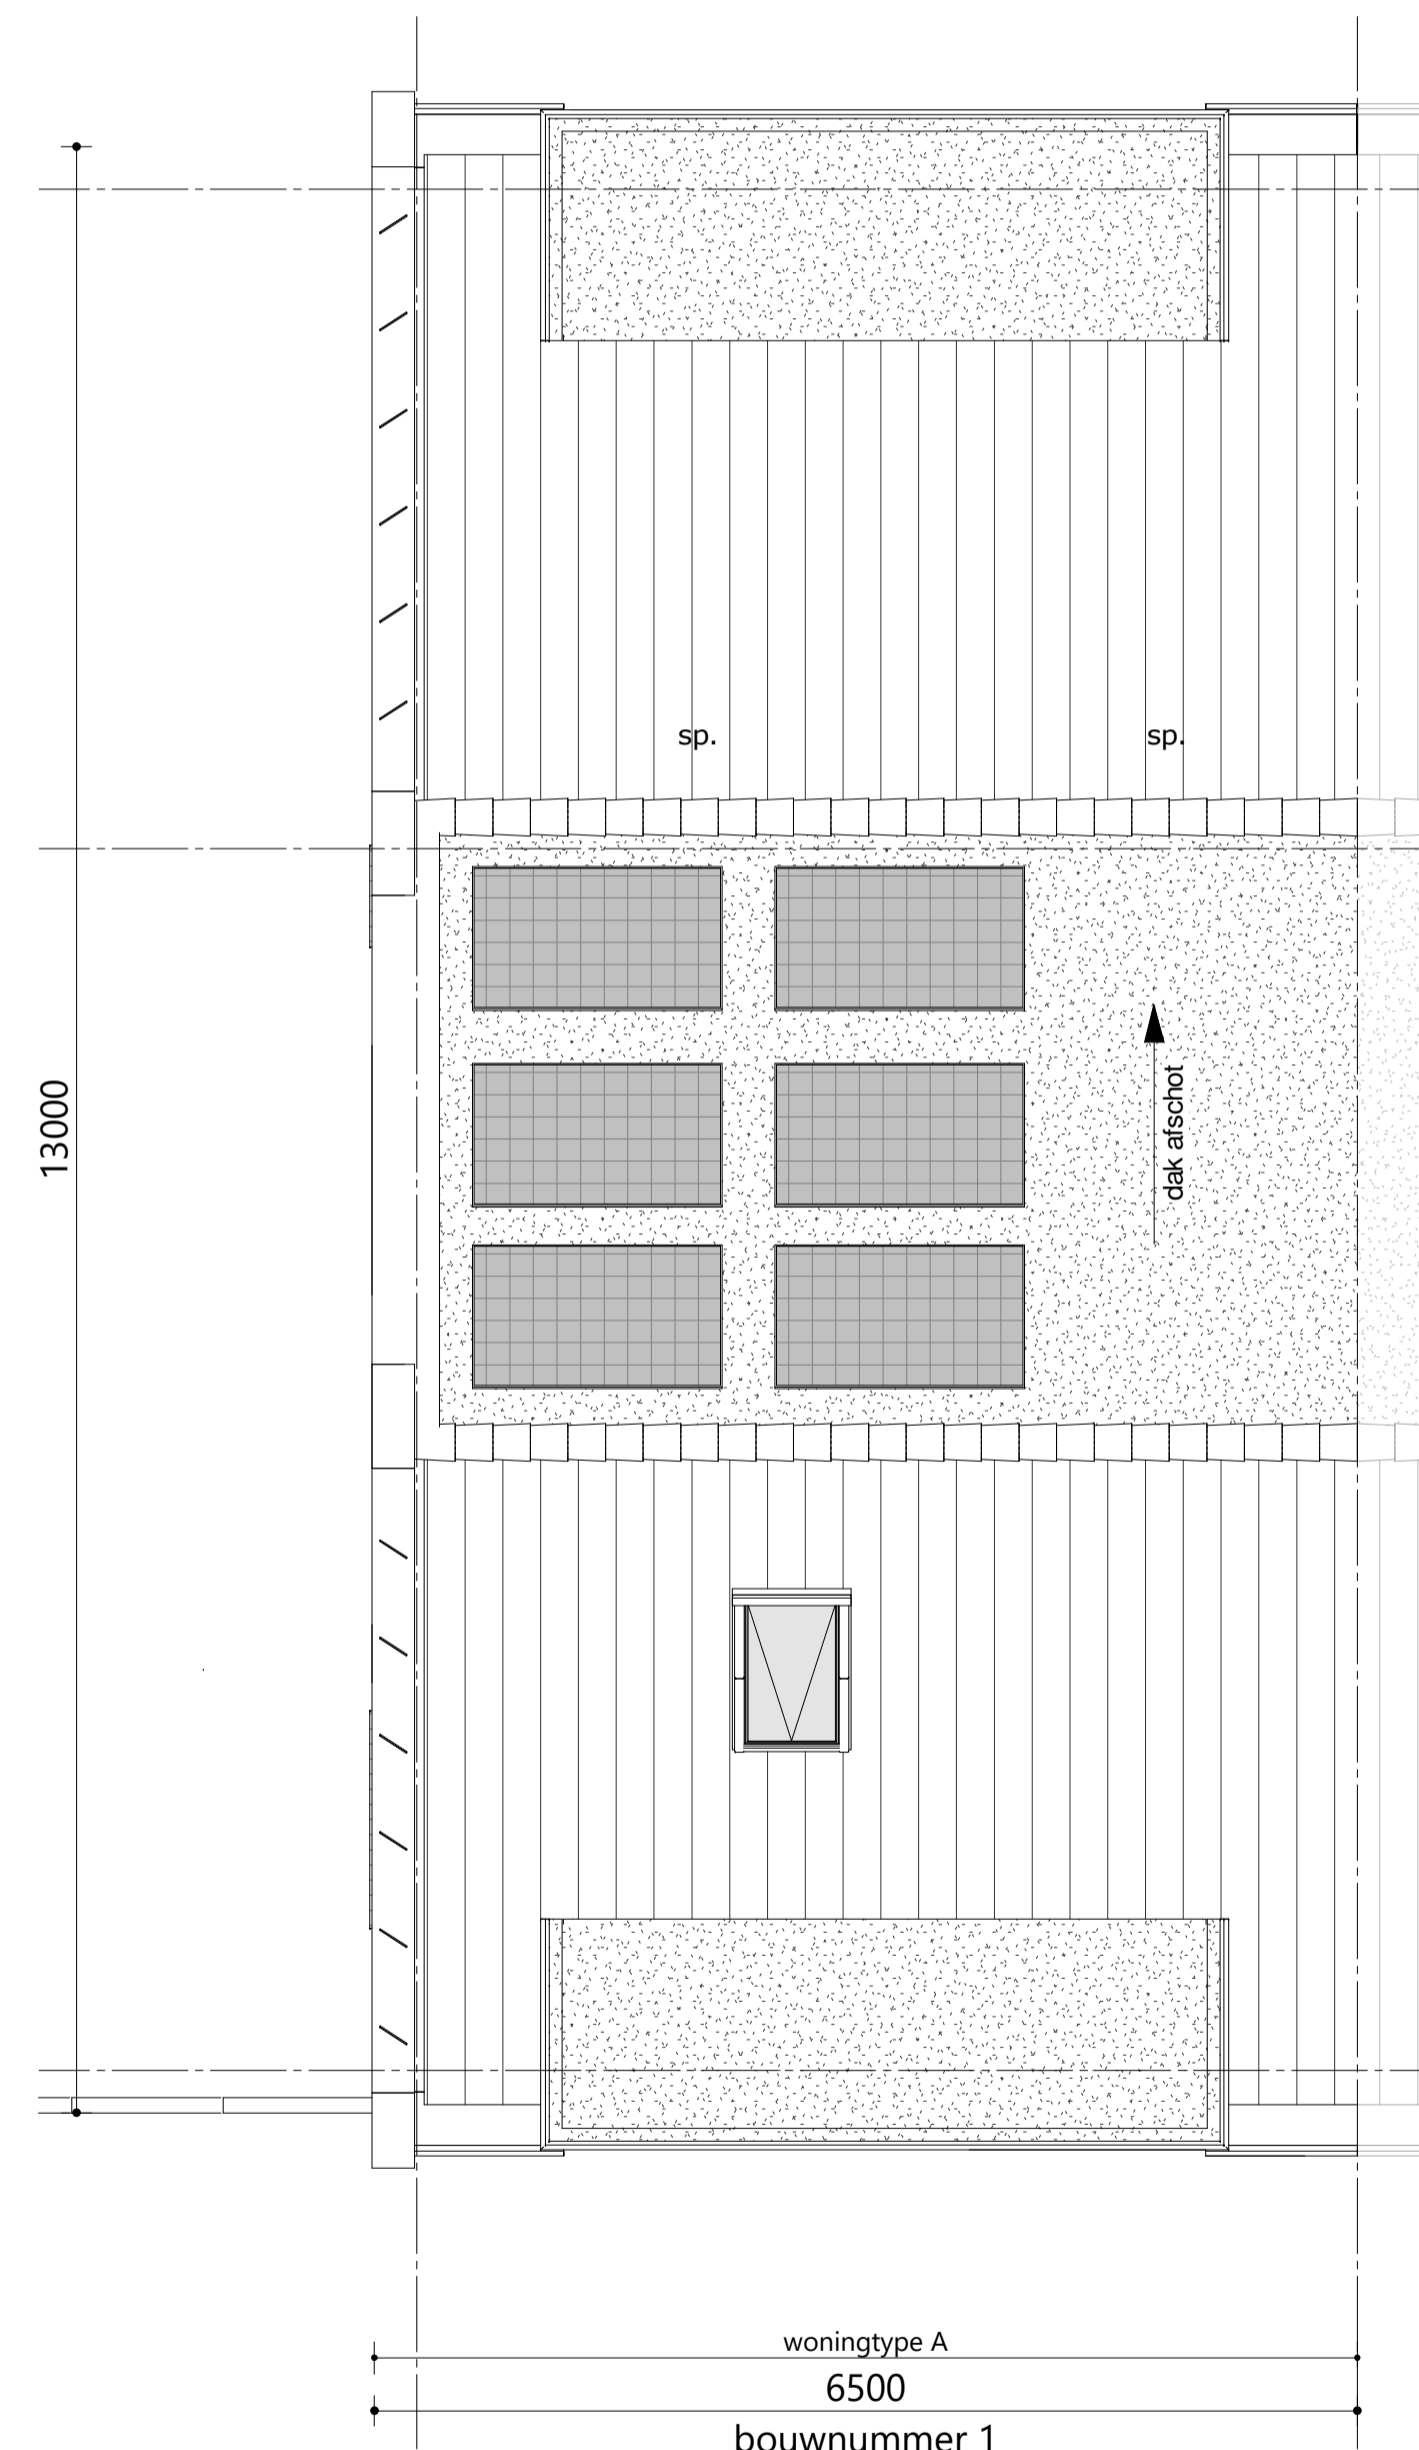 sp. sp.
13000
dak afschot
woningtype A
6500
bouwnummer 1